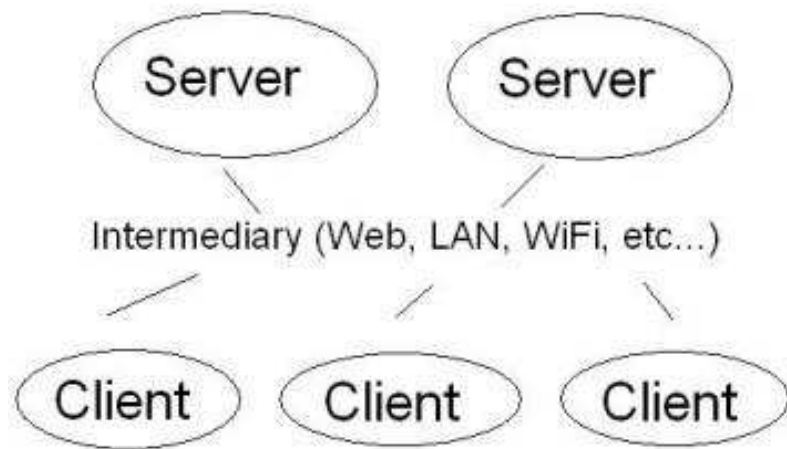 Server Server
Intermediary (Web, LAN, WiFi, etc...)
Client Client Client